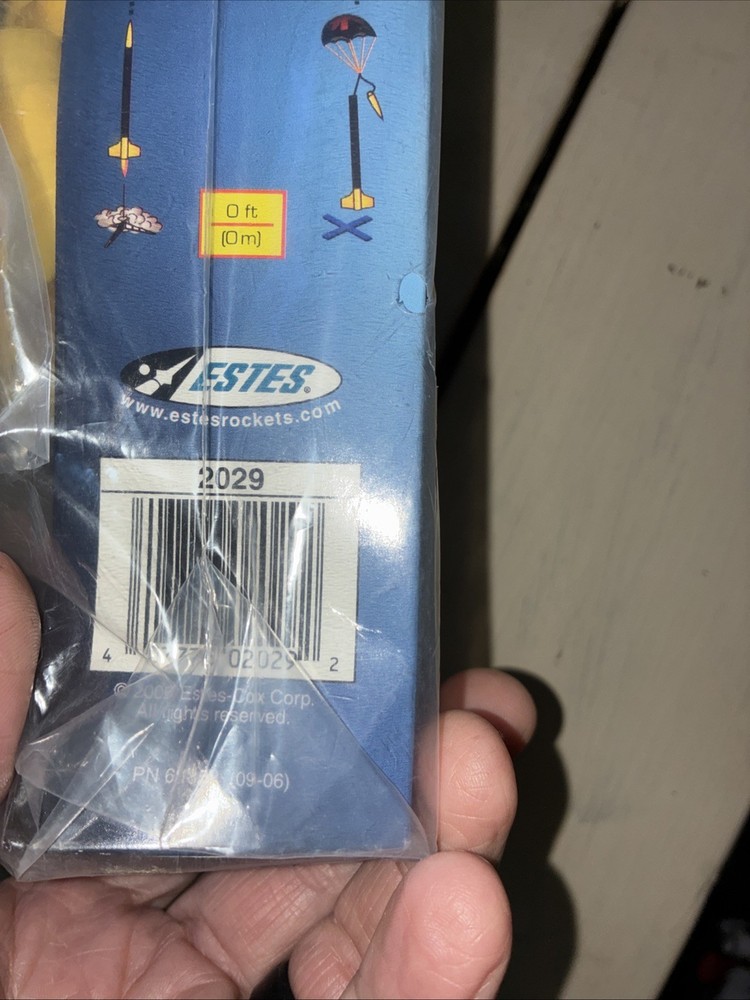 0 ft
(0m)
ESTES®
www.estesrockets.com
2029
4 02029 2
© Estes-Cox Corp.
All rights reserved.
PN (09-06)